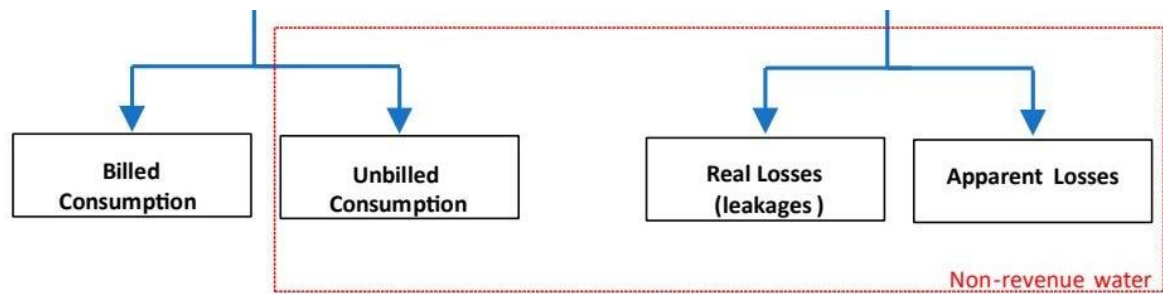 Billed
Consumption
Unbilled
Consumption
Real Losses
(leakages )
Apparent Losses
Non-revenue water